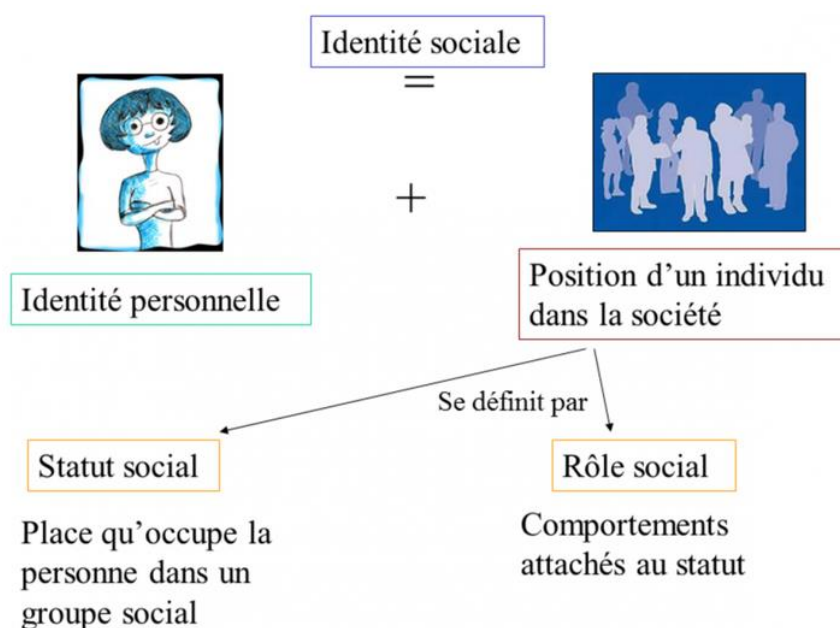 Identité sociale
=
+
Identité personnelle
Position d’un individu
dans la société
Se définit par
Statut social
Rôle social
Place qu’occupe la
personne dans un
groupe social
Comportements
attachés au statut